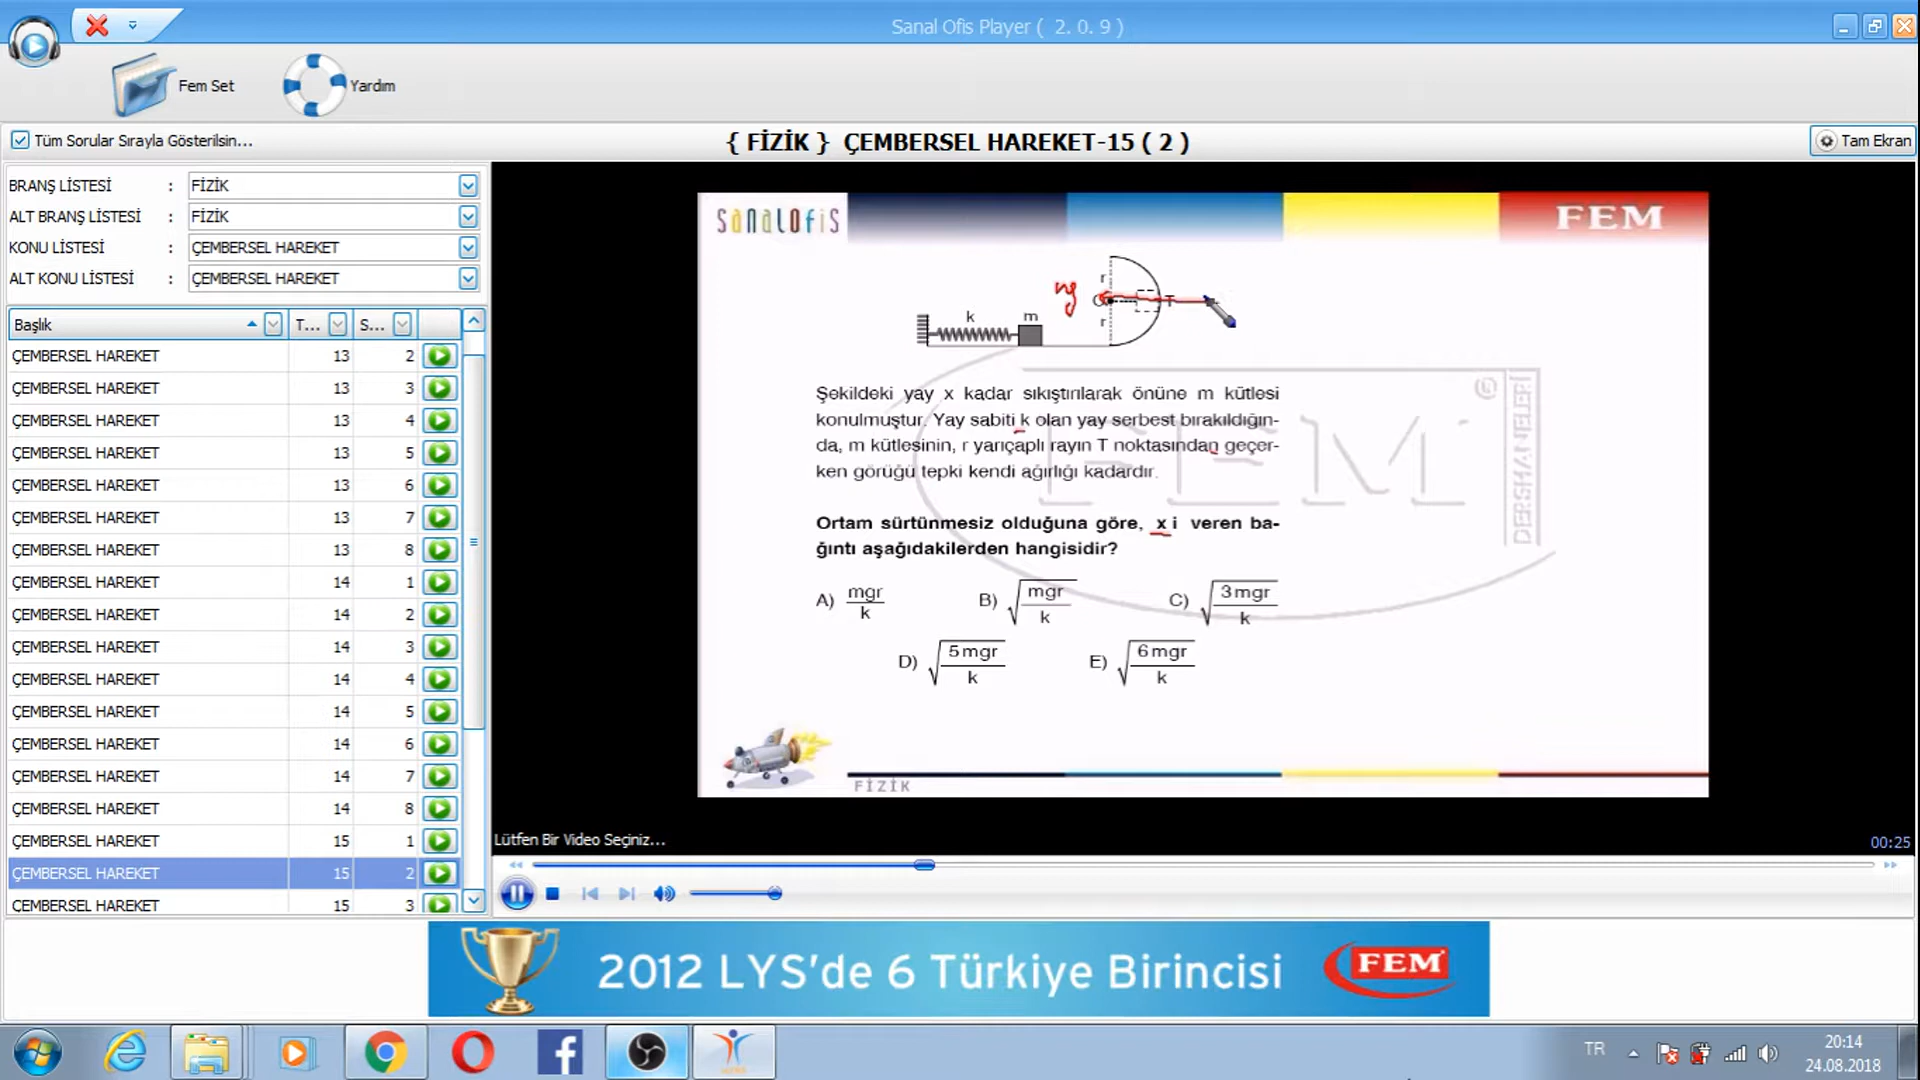 Sanal Ofis Player ( 2. 0. 9 )
Fem Set
Yardım
Tüm Sorular Sırayla Gösterilsin...
{ FİZİK } ÇEMBERSEL HAREKET-15 ( 2 )
Tam Ekran
BRANŞ LİSTESİ : FİZİK
ALT BRANŞ LİSTESİ : FİZİK
KONU LİSTESİ : ÇEMBERSEL HAREKET
ALT KONU LİSTESİ : ÇEMBERSEL HAREKET
Başlık T... S...
ÇEMBERSEL HAREKET 13 2
ÇEMBERSEL HAREKET 13 3
ÇEMBERSEL HAREKET 13 4
ÇEMBERSEL HAREKET 13 5
ÇEMBERSEL HAREKET 13 6
ÇEMBERSEL HAREKET 13 7
ÇEMBERSEL HAREKET 13 8
ÇEMBERSEL HAREKET 14 1
ÇEMBERSEL HAREKET 14 2
ÇEMBERSEL HAREKET 14 3
ÇEMBERSEL HAREKET 14 4
ÇEMBERSEL HAREKET 14 5
ÇEMBERSEL HAREKET 14 6
ÇEMBERSEL HAREKET 14 7
ÇEMBERSEL HAREKET 14 8
ÇEMBERSEL HAREKET 15 1
ÇEMBERSEL HAREKET 15 2
ÇEMBERSEL HAREKET 15 3
sanalofis
FEM
r
mg
T
r
k
m
Şekildeki yay x kadar sıkıştırılarak önüne m kütlesi
konulmuştur. Yay sabiti k olan yay serbest bırakıldığın-
da, m kütlesinin, r yarıçaplı rayın T noktasından geçer-
ken görüğü tepki kendi ağırlığı kadardır.
Ortam sürtünmesiz olduğuna göre, x i veren ba-
ğıntı aşağıdakilerden hangisidir?
A) mgr/k B) √(mgr/k) C) √(3mgr/k)
D) √(5mgr/k) E) √(6mgr/k)
FEM
DERSHANELERİ
FİZİK
Lütfen Bir Video Seçiniz...
00:25
2012 LYS'de 6 Türkiye Birincisi
FEM
TR
20:14
24.08.2018